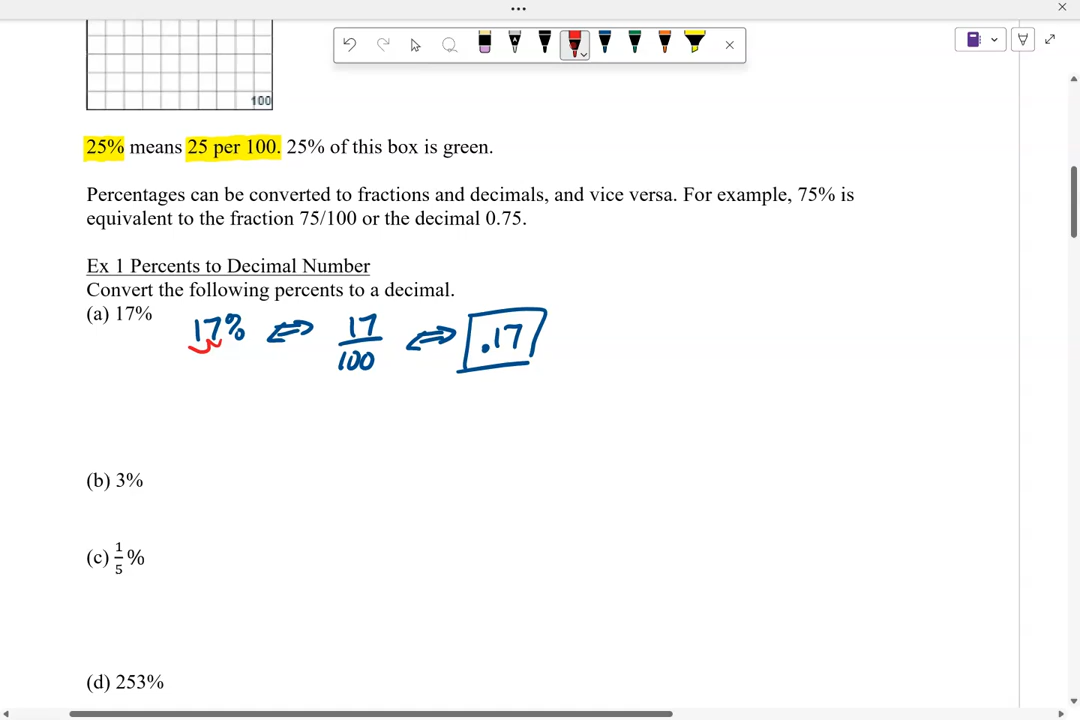 100
25% means 25 per 100. 25% of this box is green.
Percentages can be converted to fractions and decimals, and vice versa. For example, 75% is
equivalent to the fraction 75/100 or the decimal 0.75.
Ex 1 Percents to Decimal Number
Convert the following percents to a decimal.
(a) 17%
17% ⇔ 17/100 ⇔ .17
(b) 3%
(c) 1/5 %
(d) 253%